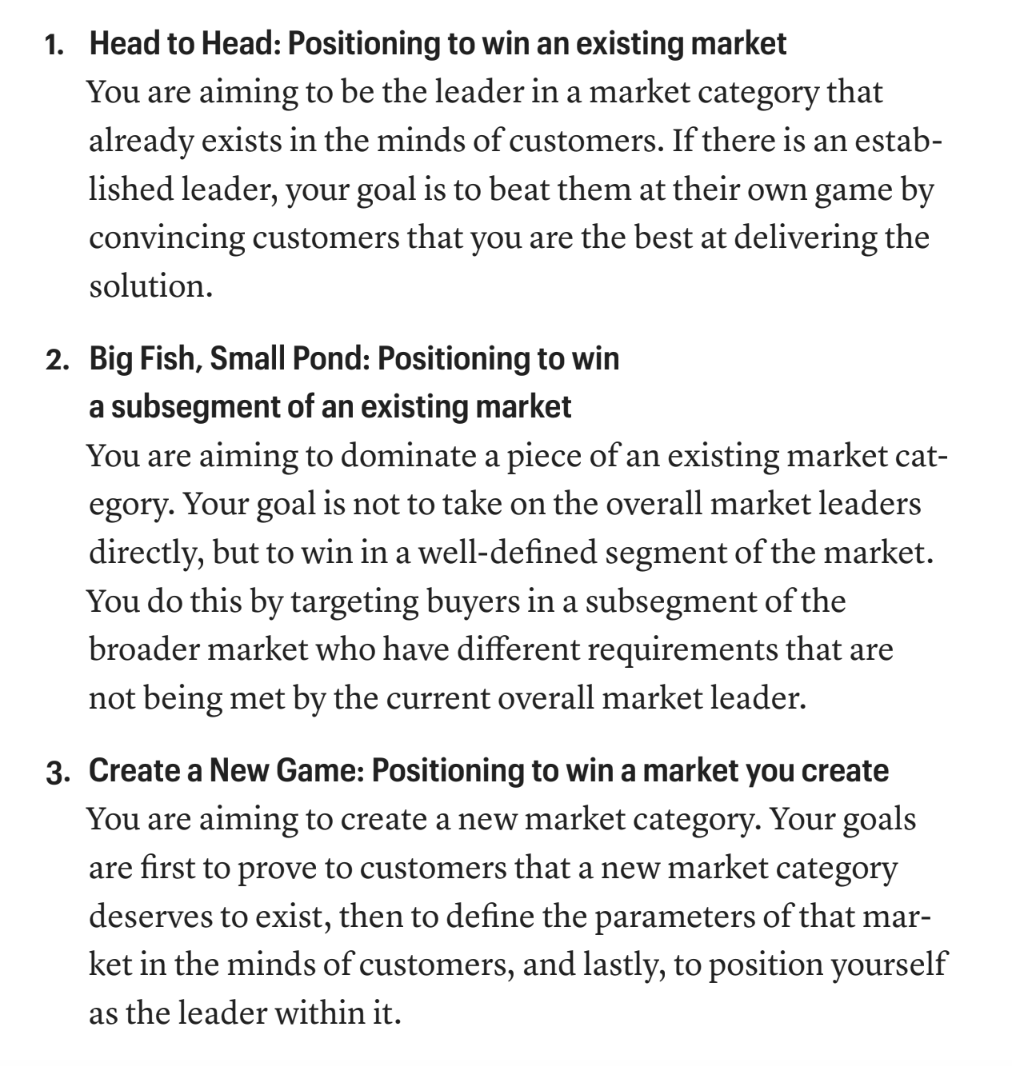 1. Head to Head: Positioning to win an existing market
You are aiming to be the leader in a market category that
already exists in the minds of customers. If there is an estab-
lished leader, your goal is to beat them at their own game by
convincing customers that you are the best at delivering the
solution.
2. Big Fish, Small Pond: Positioning to win
a subsegment of an existing market
You are aiming to dominate a piece of an existing market cat-
egory. Your goal is not to take on the overall market leaders
directly, but to win in a well-defined segment of the market.
You do this by targeting buyers in a subsegment of the
broader market who have different requirements that are
not being met by the current overall market leader.
3. Create a New Game: Positioning to win a market you create
You are aiming to create a new market category. Your goals
are first to prove to customers that a new market category
deserves to exist, then to define the parameters of that mar-
ket in the minds of customers, and lastly, to position yourself
as the leader within it.